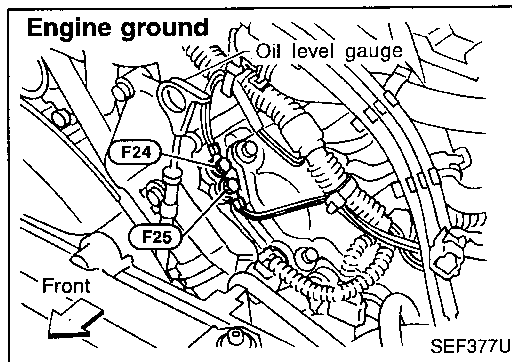 Engine ground
Oil level gauge
F24
F25
Front
SEF377U